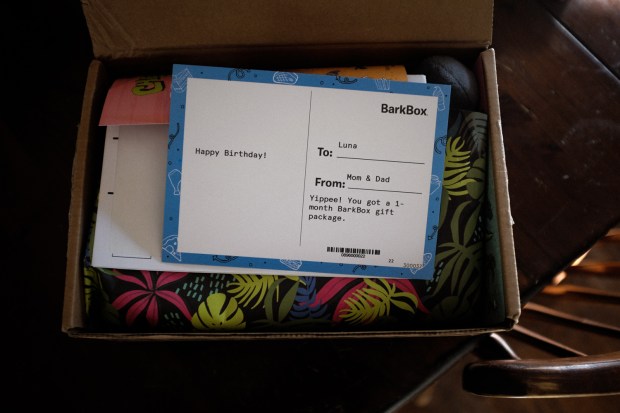 BarkBox
Happy Birthday!
To: Luna
From: Mom & Dad
Yippee! You got a 1-
month BarkBox gift
package.